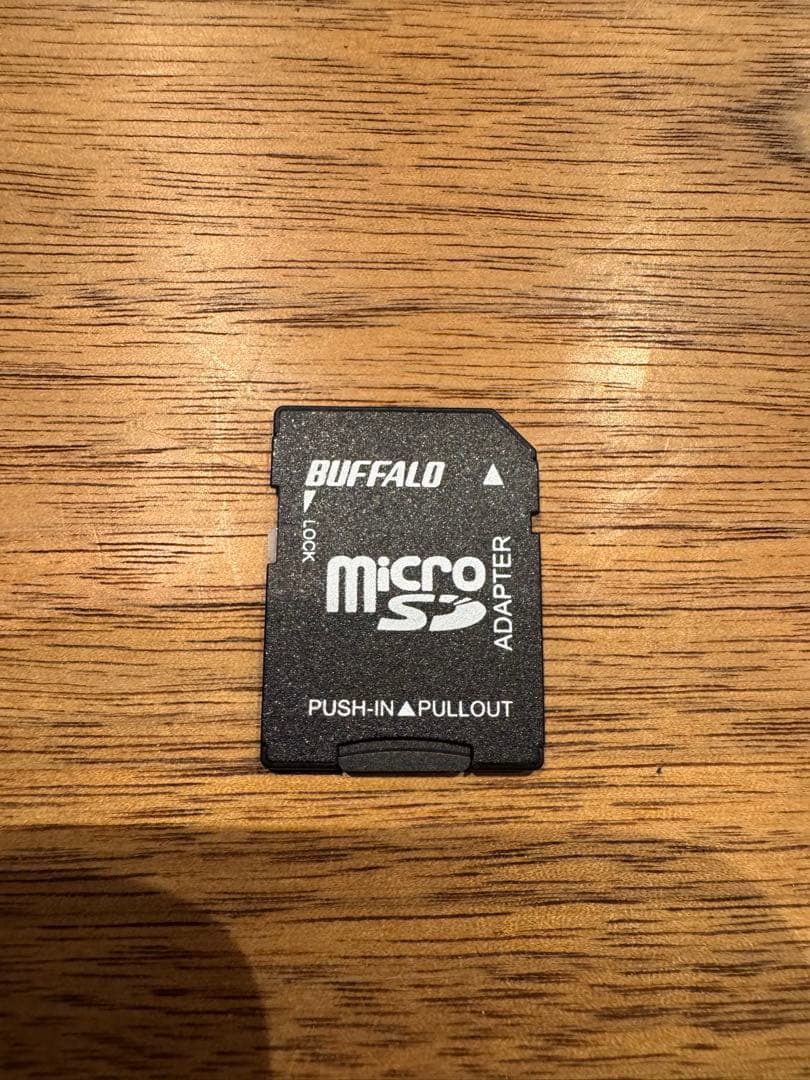 BUFFALO ▲
LOCK
micro
SD
ADAPTER
PUSH-IN▲PULLOUT